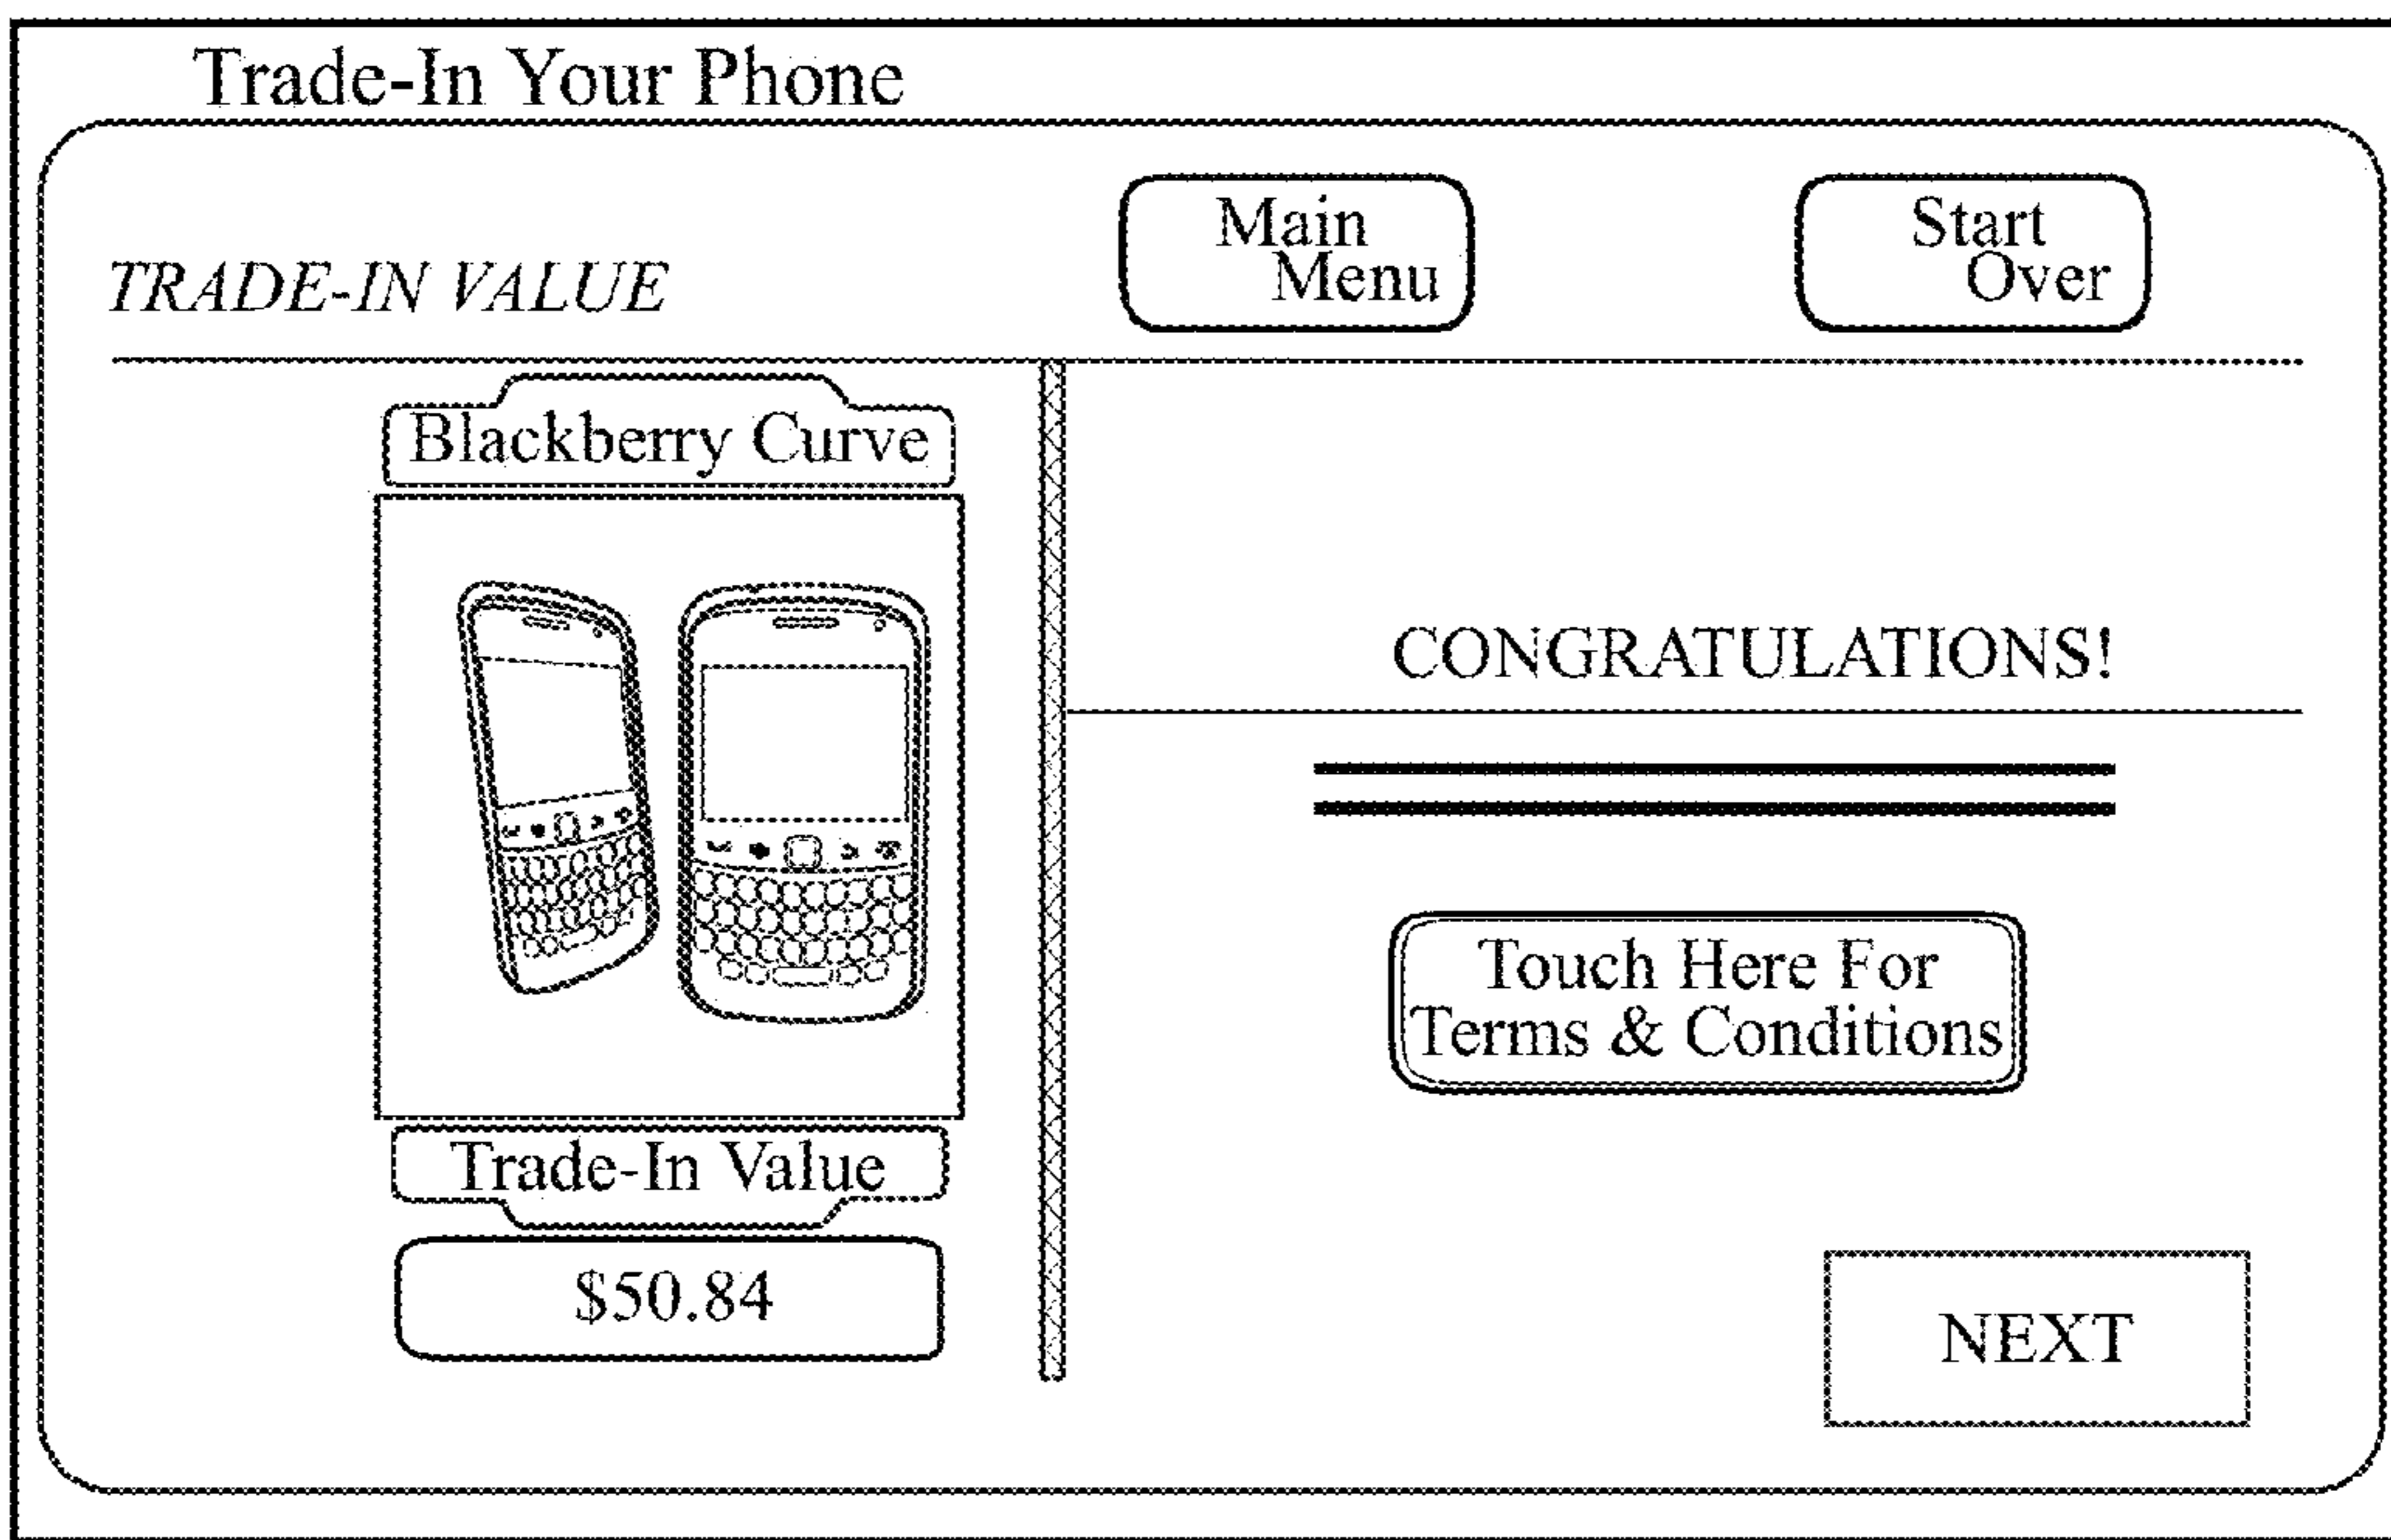 Trade-In Your Phone
TRADE-IN VALUE
Main
Menu
Start
Over
Blackberry Curve
Trade-In Value
$50.84
CONGRATULATIONS!
Touch Here For
Terms & Conditions
NEXT